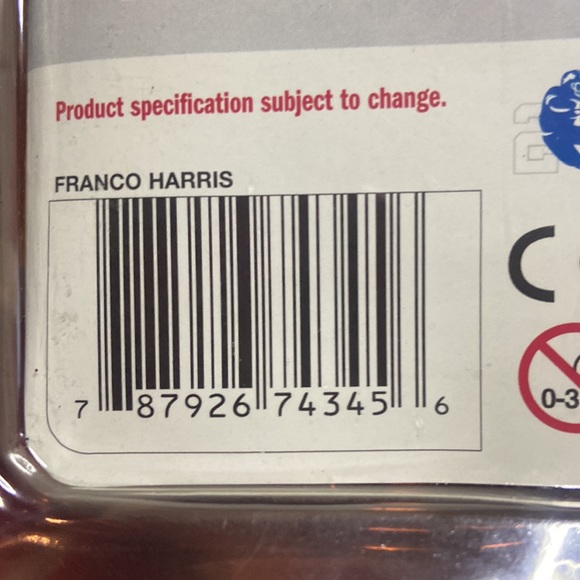 Product specification subject to change.
FRANCO HARRIS
7 87926 74345 6
0-3